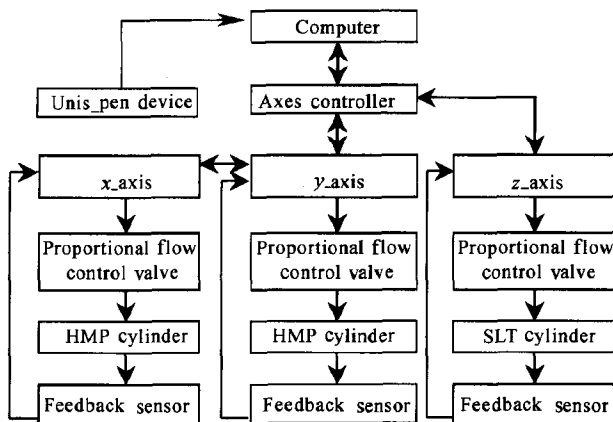 Computer
Unis_pen device
Axes controller
x_axis
y_axis
z_axis
Proportional flow
control valve
Proportional flow
control valve
Proportional flow
control valve
HMP cylinder
HMP cylinder
SLT cylinder
Feedback sensor
Feedback sensor
Feedback sensor